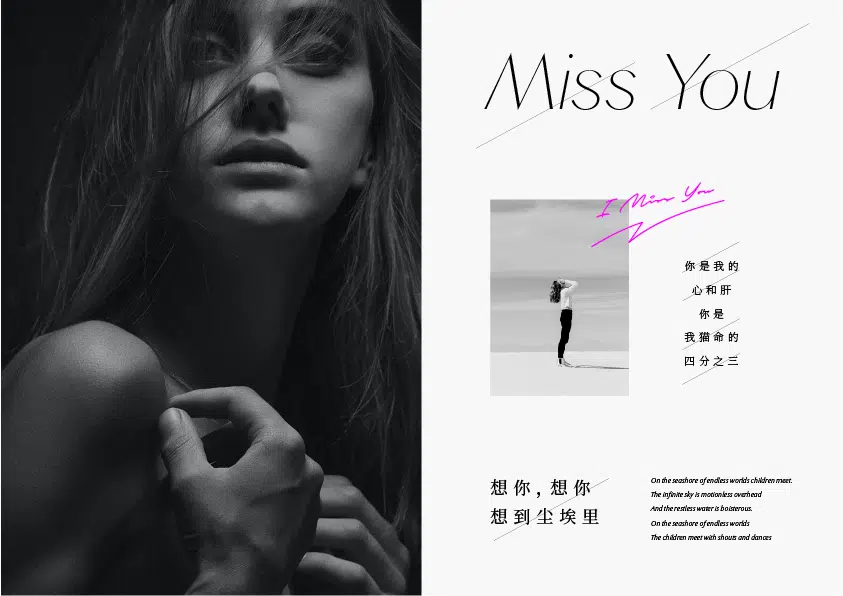 Miss You
I Miss You
你是我的
心和肝
你是
我猫命的
四分之三
想你, 想你
想到尘埃里
On the seashore of endless worlds children meet.
The infinite sky is motionless overhead
And the restless water is boisterous.
On the seashore of endless worlds
The children meet with shouts and dances